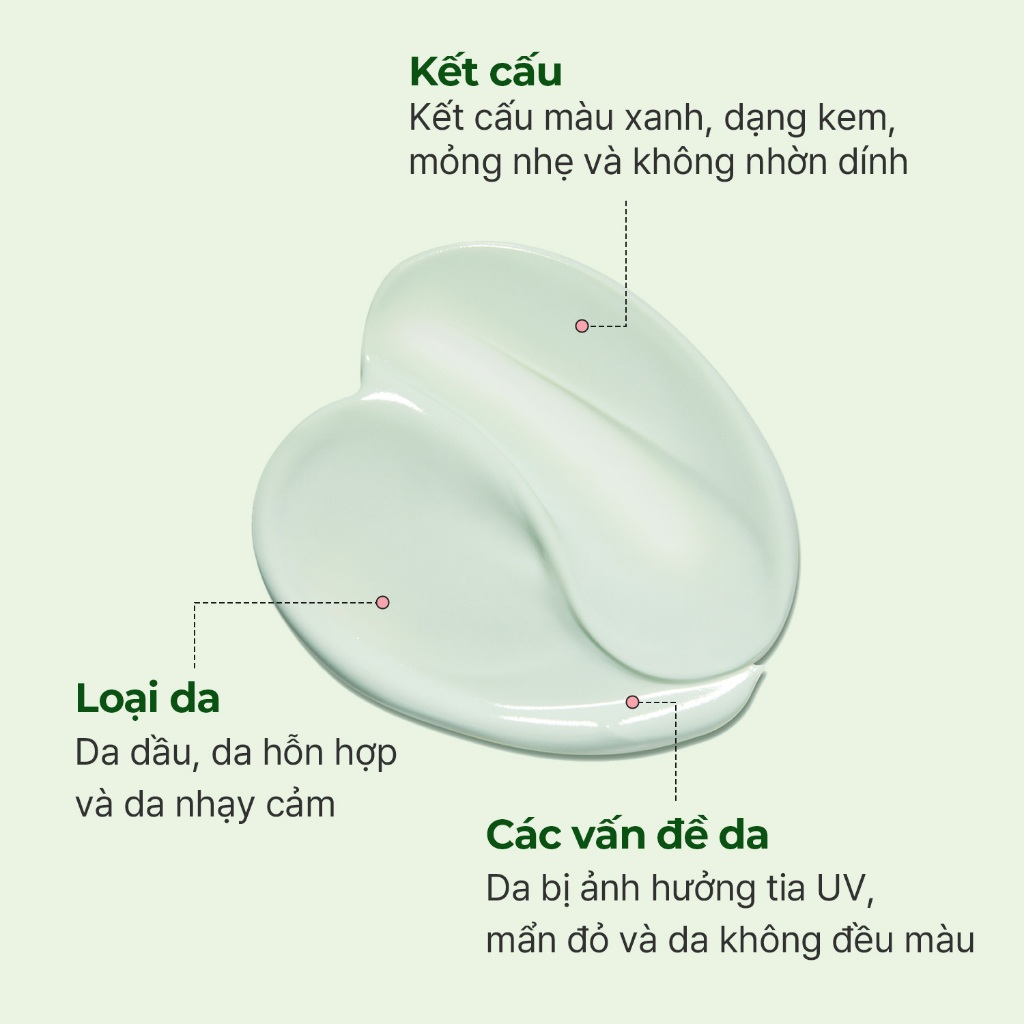 Kết cấu
Kết cấu màu xanh, dạng kem,
mỏng nhẹ và không nhờn dính
Loại da
Da dầu, da hỗn hợp
và da nhạy cảm
Các vấn đề da
Da bị ảnh hưởng tia UV,
mẩn đỏ và da không đều màu